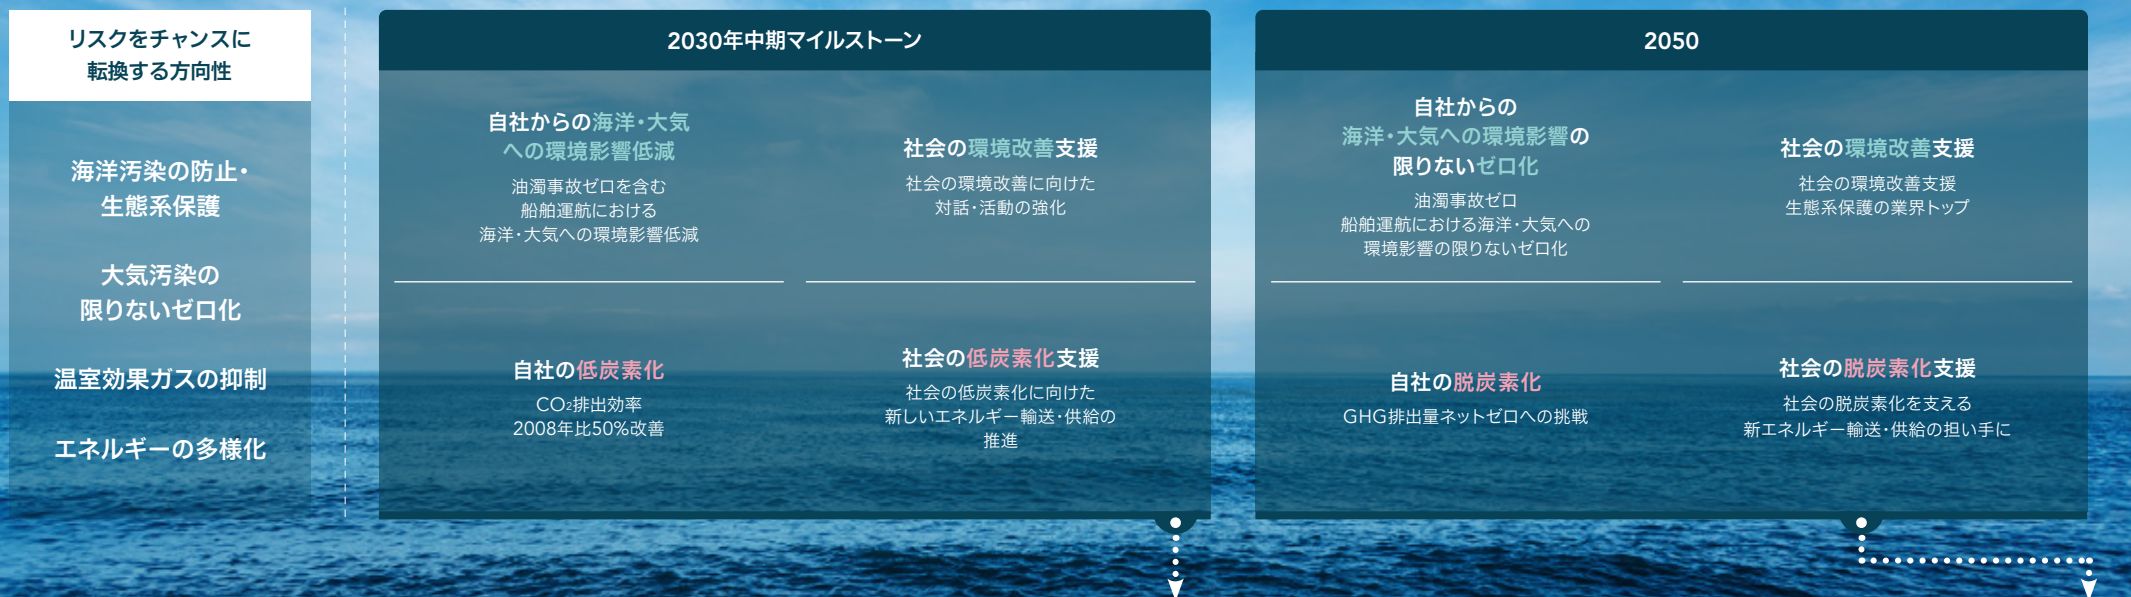 リスクをチャンスに
転換する方向性
海洋汚染の防止・
生態系保護
大気汚染の
限りないゼロ化
温室効果ガスの抑制
エネルギーの多様化
2030年中期マイルストーン
自社からの海洋・大気
への環境影響低減
油濁事故ゼロを含む
船舶運航における
海洋・大気への環境影響低減
社会の環境改善支援
社会の環境改善に向けた
対話・活動の強化
自社の低炭素化
CO₂排出効率
2008年比50%改善
社会の低炭素化支援
社会の低炭素化に向けた
新しいエネルギー輸送・供給の
推進
2050
自社からの
海洋・大気への環境影響の
限りないゼロ化
油濁事故ゼロ
船舶運航における海洋・大気への
環境影響の限りないゼロ化
社会の環境改善支援
社会の環境改善支援
生態系保護の業界トップ
自社の脱炭素化
GHG排出量ネットゼロへの挑戦
社会の脱炭素化支援
社会の脱炭素化を支える
新エネルギー輸送・供給の担い手に